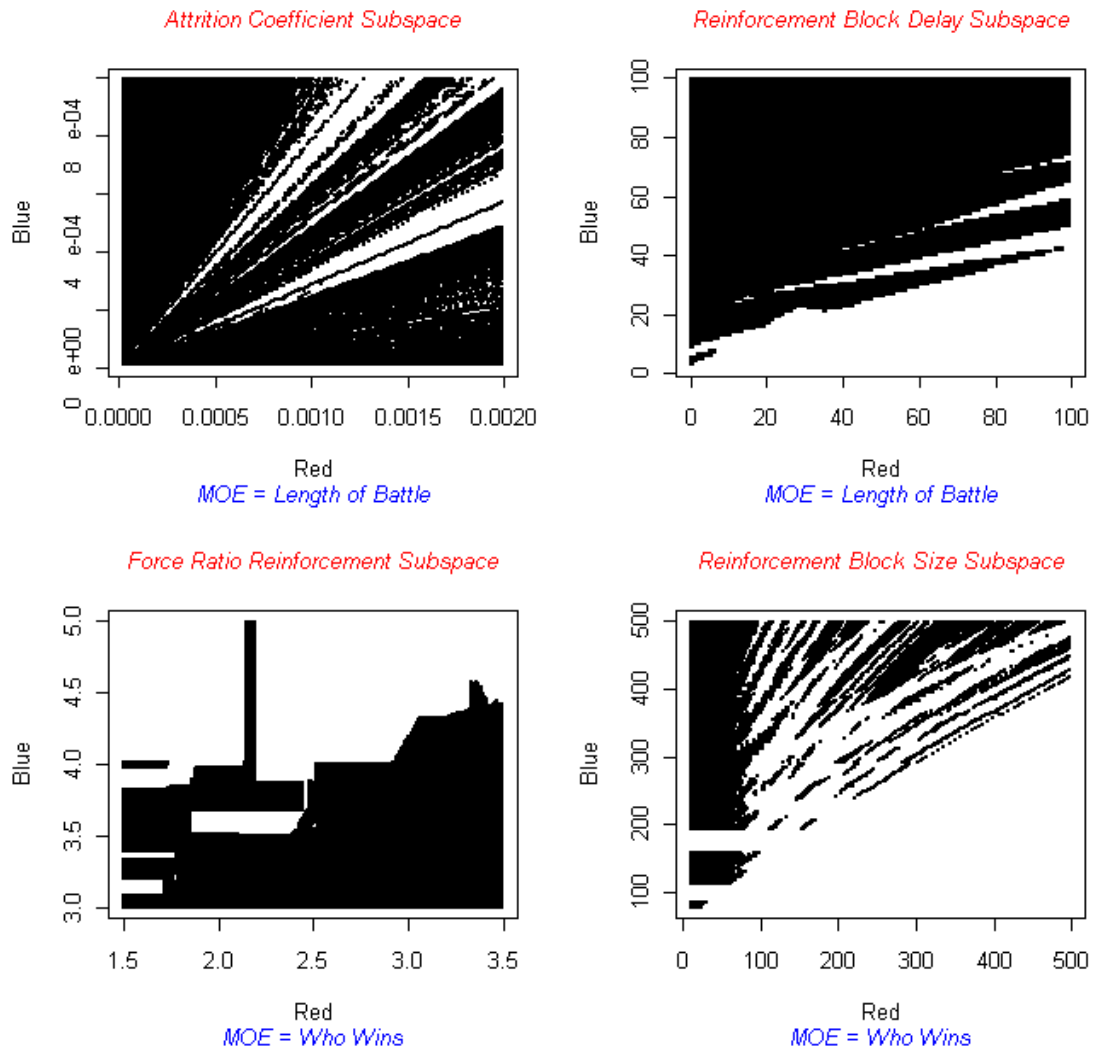 Attrition Coefficient Subspace
Blue
0 e+00 4 e-04 8 e-04
0.0000 0.0005 0.0010 0.0015 0.0020
Red
MOE = Length of Battle
Reinforcement Block Delay Subspace
Blue
0 20 40 60 80 100
0 20 40 60 80 100
Red
MOE = Length of Battle
Force Ratio Reinforcement Subspace
Blue
3.0 3.5 4.0 4.5 5.0
1.5 2.0 2.5 3.0 3.5
Red
MOE = Who Wins
Reinforcement Block Size Subspace
Blue
100 200 300 400 500
0 100 200 300 400 500
Red
MOE = Who Wins